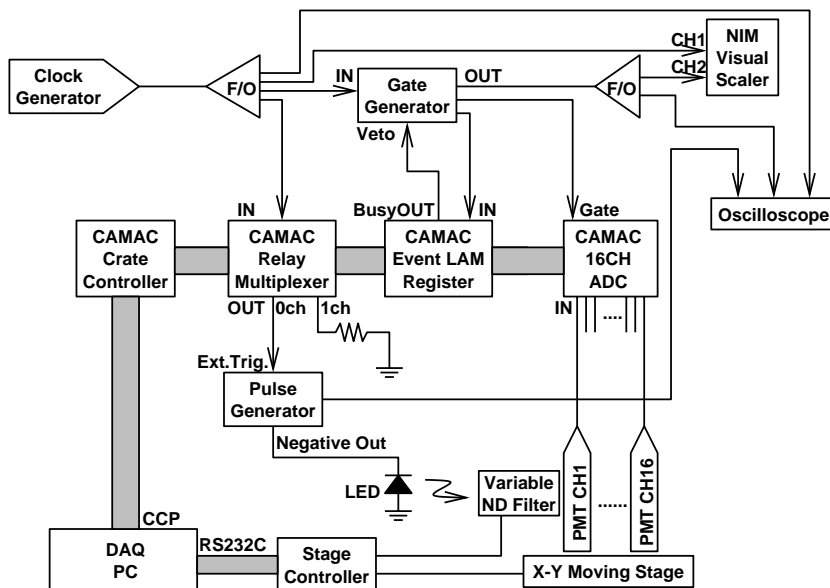 Clock
Generator
F/O
IN
Gate
Generator
OUT
Veto
F/O
CH1
CH2
NIM
Visual
Scaler
Oscilloscope
IN
BusyOUT
IN
Gate
CAMAC
Crate
Controller
CAMAC
Relay
Multiplexer
CAMAC
Event LAM
Register
CAMAC
16CH
ADC
OUT 0ch 1ch
IN
....
Ext.Trig.
Pulse
Generator
Negative Out
LED
Variable
ND Filter
PMT CH1
......
PMT CH16
CCP
DAQ
PC
RS232C
Stage
Controller
X-Y Moving Stage